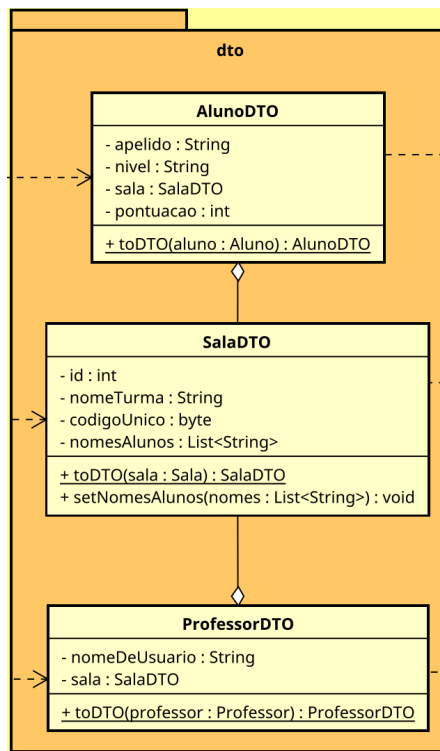 dto
AlunoDTO
- apelido : String
- nivel : String
- sala : SalaDTO
- pontuacao : int
+ toDTO(aluno : Aluno) : AlunoDTO
SalaDTO
- id : int
- nomeTurma : String
- codigoUnico : byte
- nomesAlunos : List<String>
+ toDTO(sala : Sala) : SalaDTO
+ setNomesAlunos(nomes : List<String>) : void
ProfessorDTO
- nomeDeUsuario : String
- sala : SalaDTO
+ toDTO(professor : Professor) : ProfessorDTO